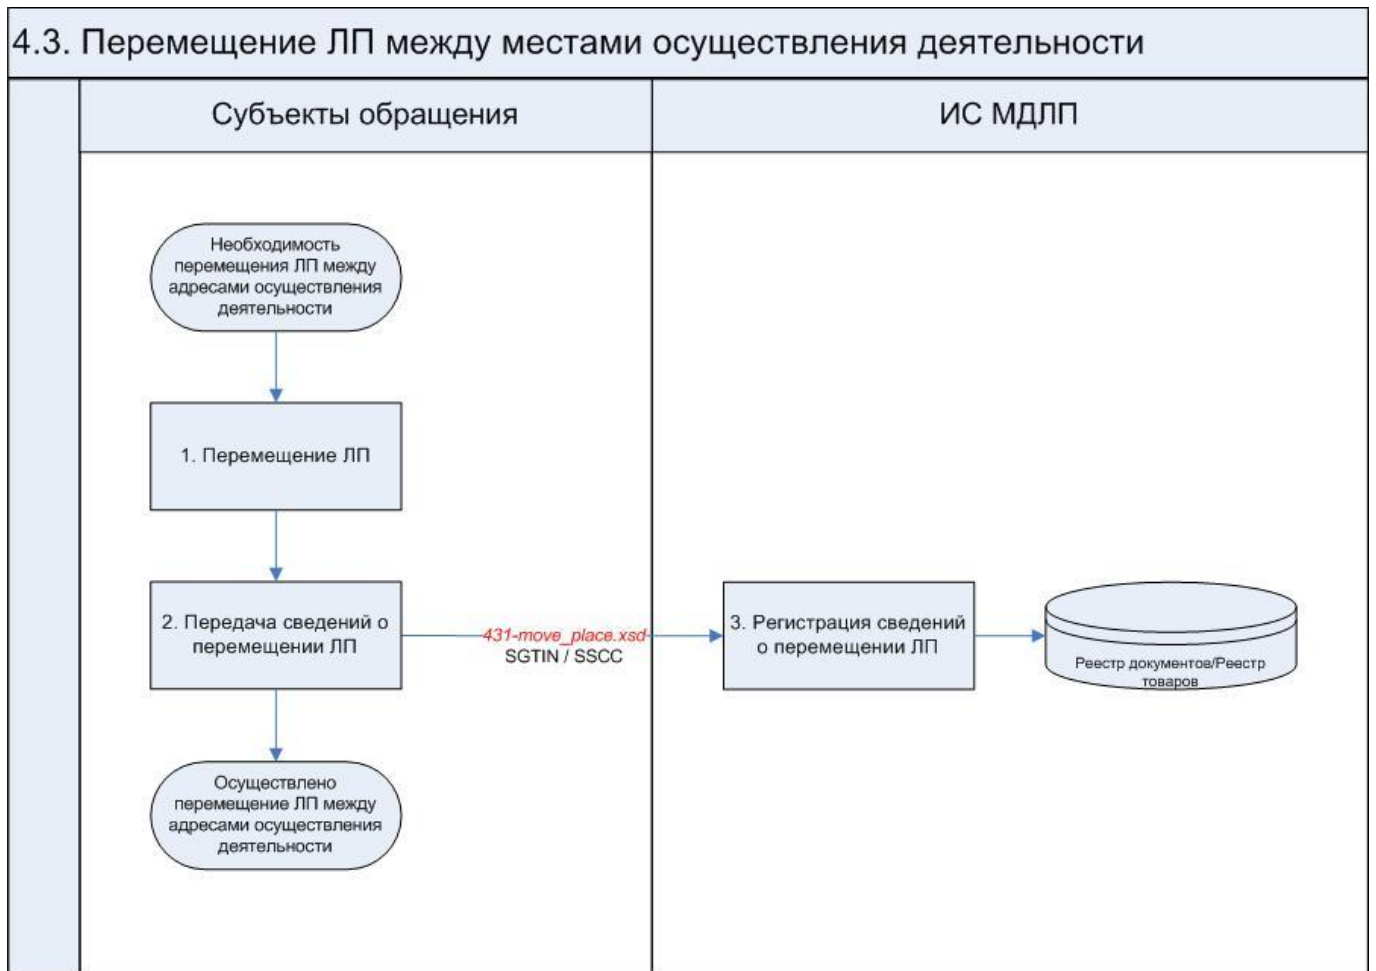 4.3. Перемещение ЛП между местами осуществления деятельности
Субъекты обращения
ИС МДЛП
Необходимость
перемещения ЛП между
адресами осуществления
деятельности
1. Перемещение ЛП
2. Передача сведений о
перемещении ЛП
431-move_place.xsd
SGTIN / SSCC
3. Регистрация сведений
о перемещении ЛП
Реестр документов/Реестр
товаров
Осуществлено
перемещение ЛП между
адресами осуществления
деятельности